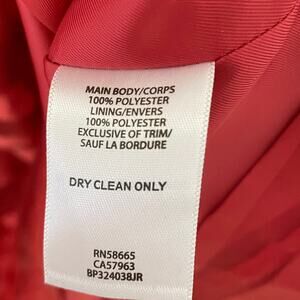 MAIN BODY/CORPS
100% POLYESTER
LINING/ENVERS
100% POLYESTER
EXCLUSIVE OF TRIM/
SAUF LA BORDURE
DRY CLEAN ONLY
RN58665
CA57963
BP324038JR